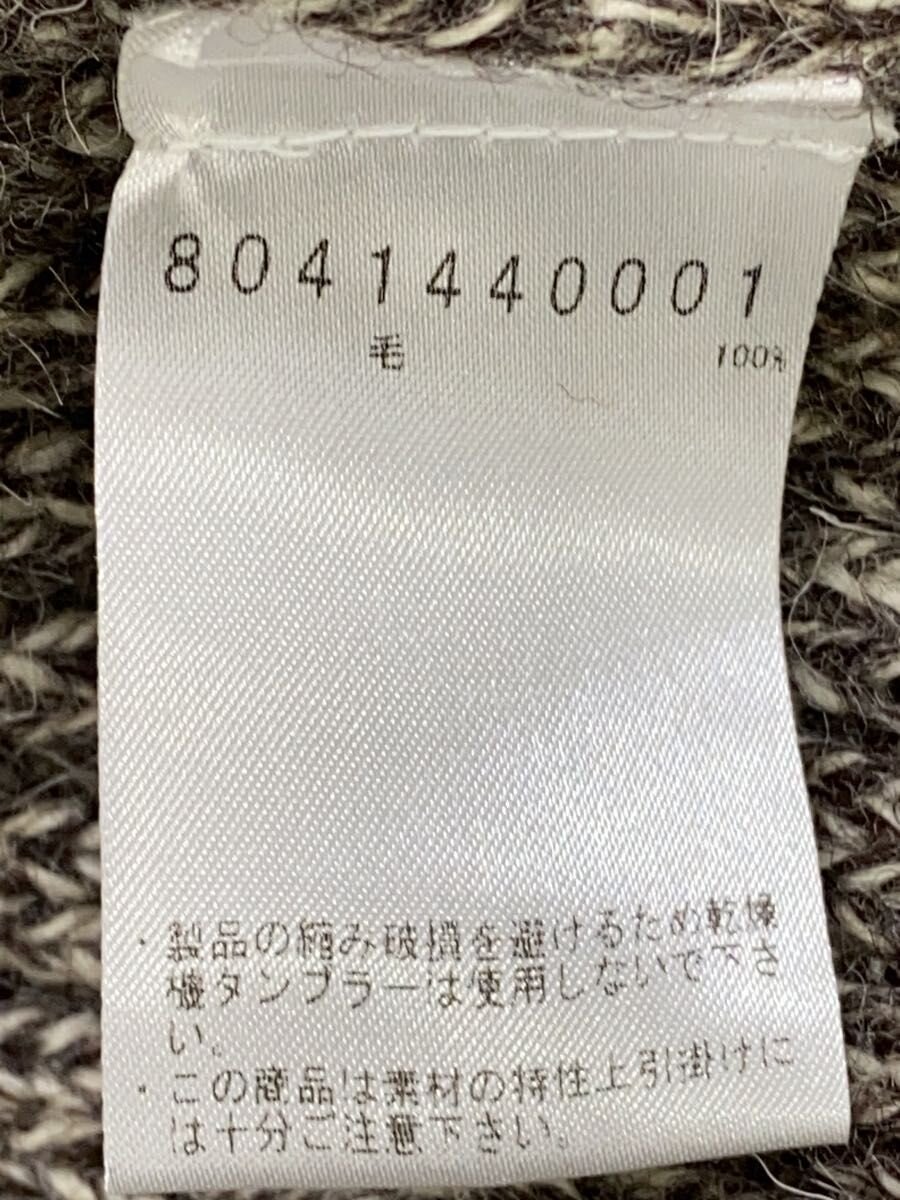 8041440001
毛 100%
・製品の縮み破損を避けるため乾燥
機タンブラーは使用しないで下さ
い。
・この商品は素材の特性上引掛けに
は十分ご注意下さい。